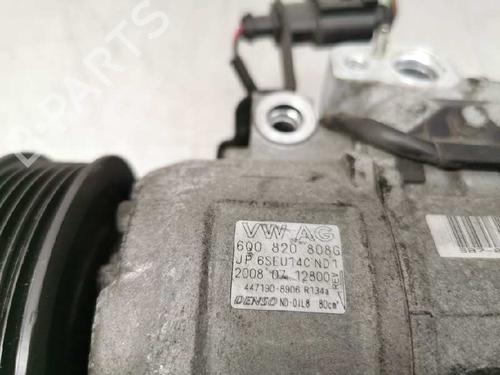 VW AG
6Q0 820 808G
JP 6SEU14C ND1
2008 07 12800
447190-8906 R134a
DENSO ND-OIL8 80cm³
REV
B-PARTS